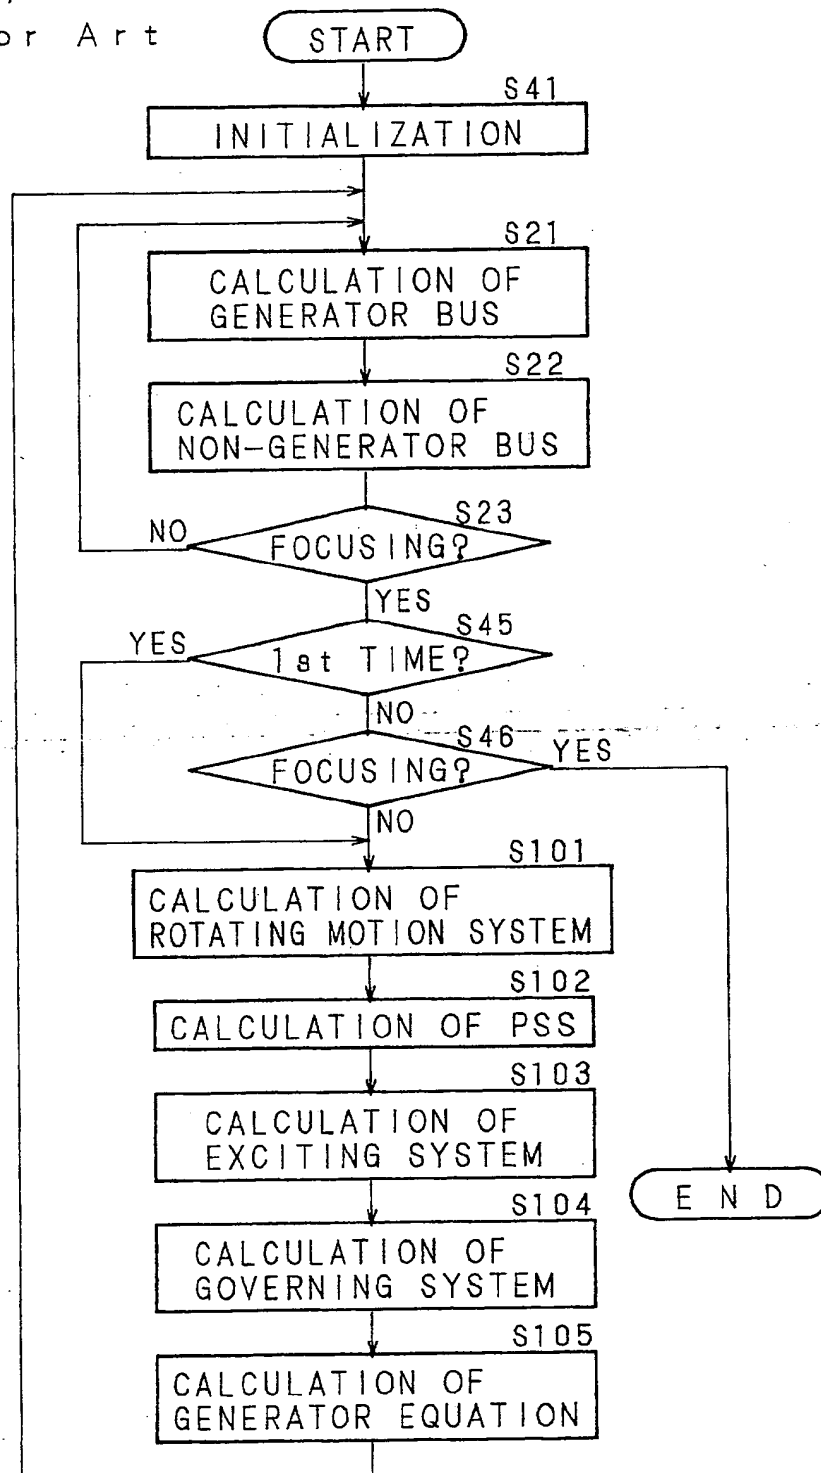 or Art
START
S41
INITIALIZATION
S21
CALCULATION OF
GENERATOR BUS
S22
CALCULATION OF
NON-GENERATOR BUS
S23
NO
FOCUSING?
YES
S45
YES
1st TIME?
NO
S46
YES
FOCUSING?
NO
S101
CALCULATION OF
ROTATING MOTION SYSTEM
S102
CALCULATION OF PSS
S103
CALCULATION OF
EXCITING SYSTEM
END
S104
CALCULATION OF
GOVERNING SYSTEM
S105
CALCULATION OF
GENERATOR EQUATION